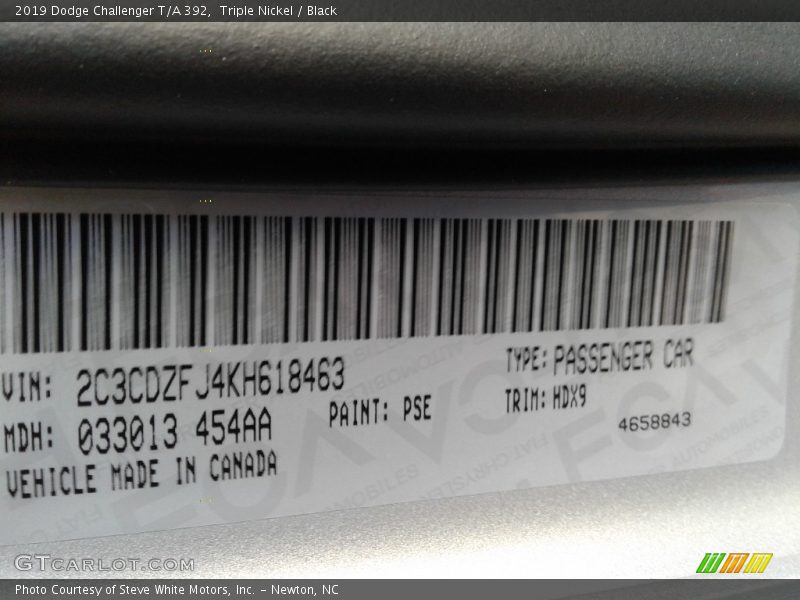 2019 Dodge Challenger T/A 392, Triple Nickel / Black
VIN: 2C3CDZFJ4KH618463
TYPE: PASSENGER CAR
MDH: 033013 454AA
PAINT: PSE
TRIM: HDX9
4658843
VEHICLE MADE IN CANADA
GTCARLOT.COM
Photo Courtesy of Steve White Motors, Inc. – Newton, NC